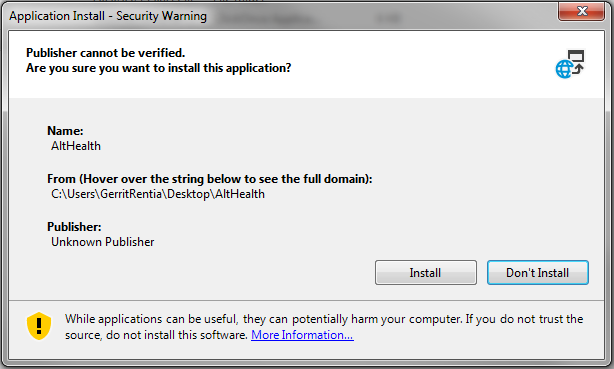 Application Install - Security Warning
Publisher cannot be verified.
Are you sure you want to install this application?
Name:
AltHealth
From (Hover over the string below to see the full domain):
C:\Users\GerritRentia\Desktop\AltHealth
Publisher:
Unknown Publisher
Install
Don't Install
While applications can be useful, they can potentially harm your computer. If you do not trust the
source, do not install this software. More Information...